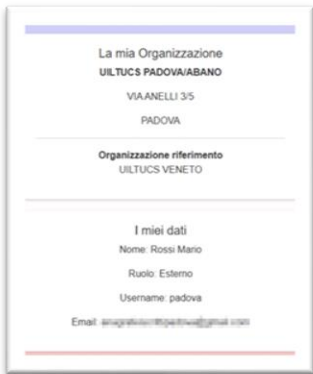 La mia Organizzazione
UILTUCS PADOVA/ABANO
VIA ANELLI 3/5
PADOVA
Organizzazione riferimento
UILTUCS VENETO
I miei dati
Nome: Rossi Mario
Ruolo: Esterno
Username: padova
Email: